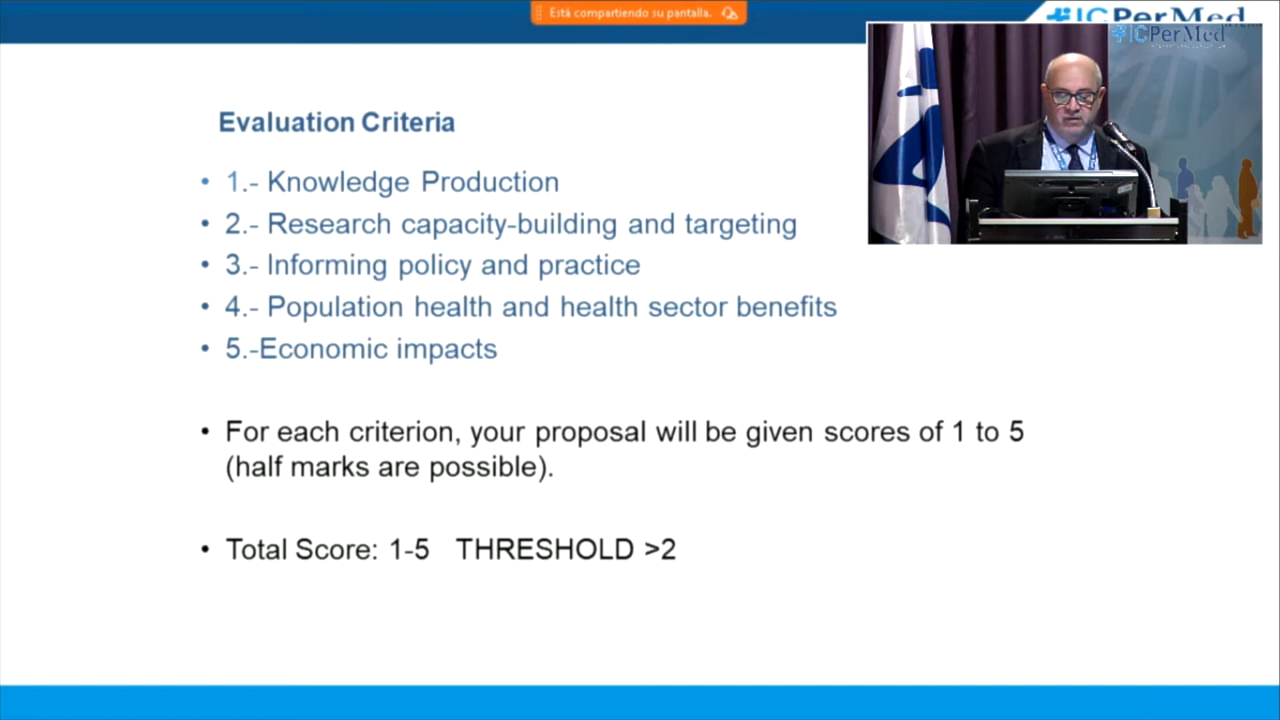 Está compartiendo su pantalla.
ICPerMed
ICPerMed
Evaluation Criteria
• 1.- Knowledge Production
• 2.- Research capacity-building and targeting
• 3.- Informing policy and practice
• 4.- Population health and health sector benefits
• 5.-Economic impacts
• For each criterion, your proposal will be given scores of 1 to 5
(half marks are possible).
• Total Score: 1-5 THRESHOLD >2